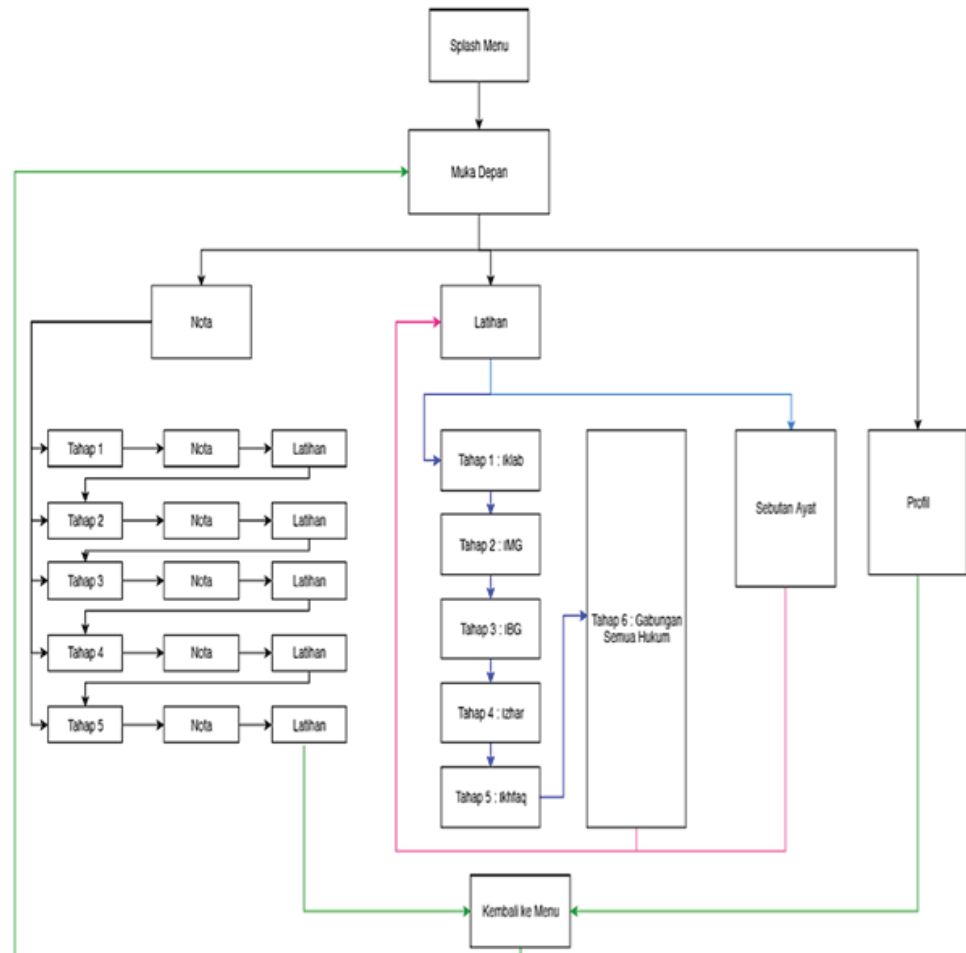 Splash Menu
Muka Depan
Nota
Latihan
Tahap 1
Nota
Latihan
Tahap 2
Nota
Latihan
Tahap 3
Nota
Latihan
Tahap 4
Nota
Latihan
Tahap 5
Nota
Latihan
Tahap 1 : Iklab
Tahap 2 : IMG
Tahap 3 : IBG
Tahap 4 : Izhar
Tahap 5 : Ikhfaq
Tahap 6 : Gabungan
Semua Hukum
Sebutan Ayat
Profil
Kembali ke Menu